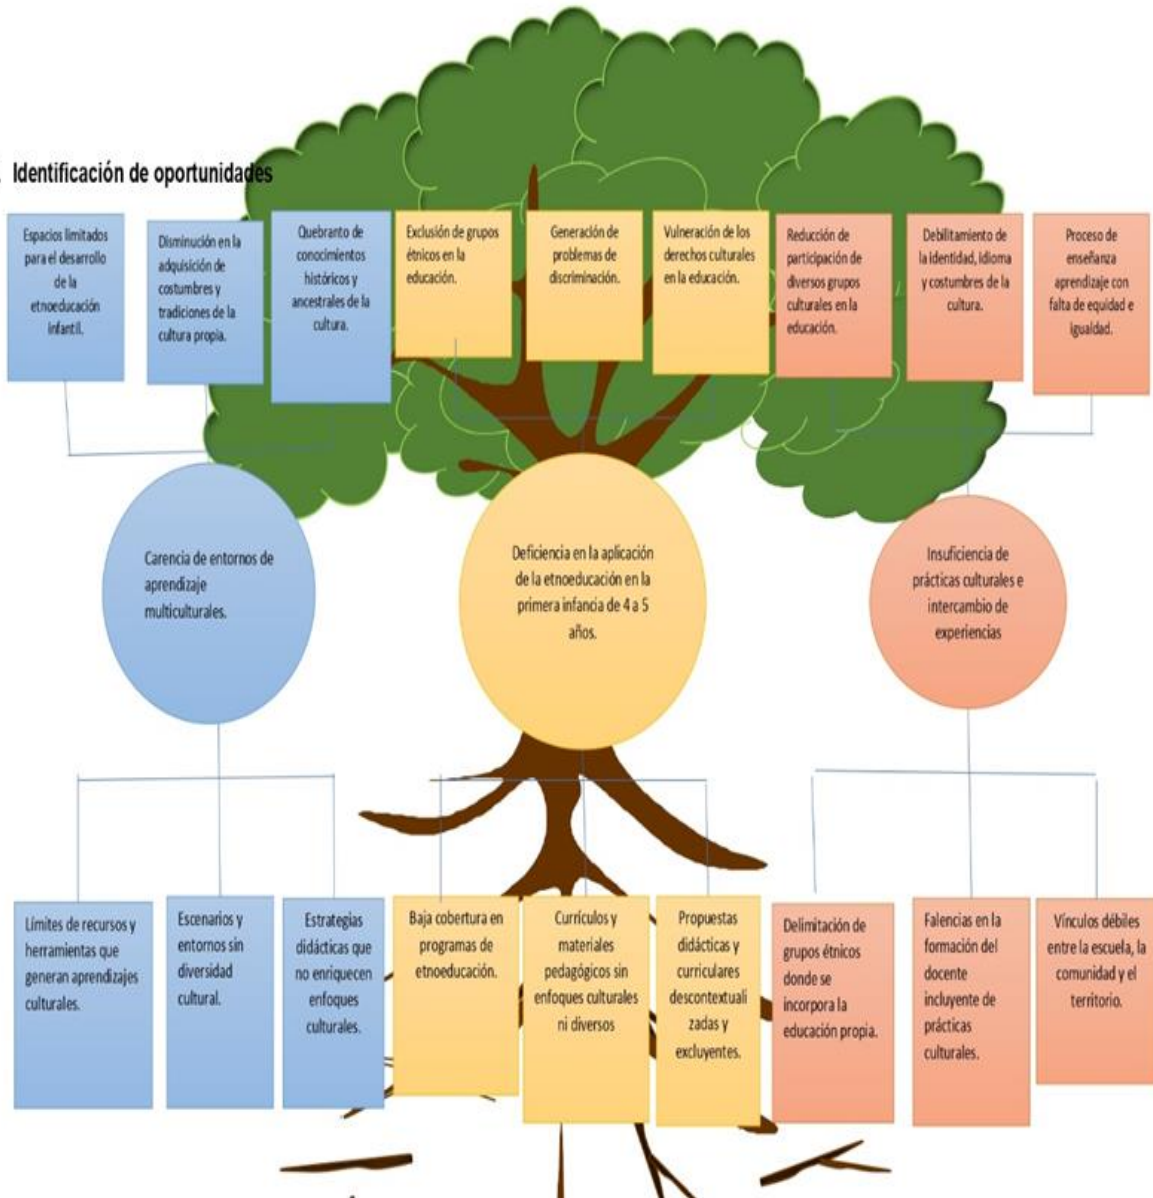 Identificación de oportunidades
Espacios limitados
para el desarrollo
de la
etnoeducación
infantil.
Disminución en la
adquisición de
costumbres y
tradiciones de la
cultura propia.
Quebranto de
conocimientos
históricos y
ancestrales de la
cultura.
Exclusión de grupos
étnicos en la
educación.
Generación de
problemas de
discriminación.
Vulneración de los
derechos culturales
en la educación.
Reducción de
participación de
diversos grupos
culturales en la
educación.
Debilitamiento de
la identidad, idioma
y costumbres de la
cultura.
Proceso de
enseñanza
aprendizaje con
falta de equidad e
igualdad.
Carencia de entornos de
aprendizaje
multiculturales.
Deficiencia en la aplicación
de la etnoeducación en la
primera infancia de 4 a 5
años.
Insuficiencia de
prácticas culturales e
intercambio de
experiencias
Límites de recursos y
herramientas que
generan aprendizajes
culturales.
Escenarios y
entornos sin
diversidad
cultural.
Estrategias
didácticas que
no enriquecen
enfoques
culturales.
Baja cobertura en
programas de
etnoeducación.
Currículos y
materiales
pedagógicos sin
enfoques culturales
ni diversos
Propuestas
didácticas y
curriculares
descontextuali
zadas y
excluyentes.
Delimitación de
grupos étnicos
donde se
incorpora la
educación propia.
Falencias en la
formación del
docente
incluyente de
prácticas
culturales.
Vínculos débiles
entre la escuela, la
comunidad y el
territorio.